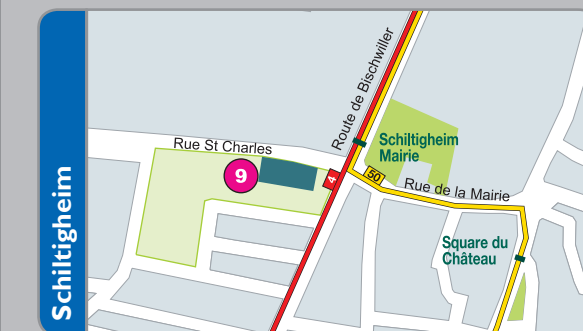 Schiltigheim
Route de Bischwiller
Rue St Charles
9
4
Schiltigheim
Mairie
50
Rue de la Mairie
Square du
Château